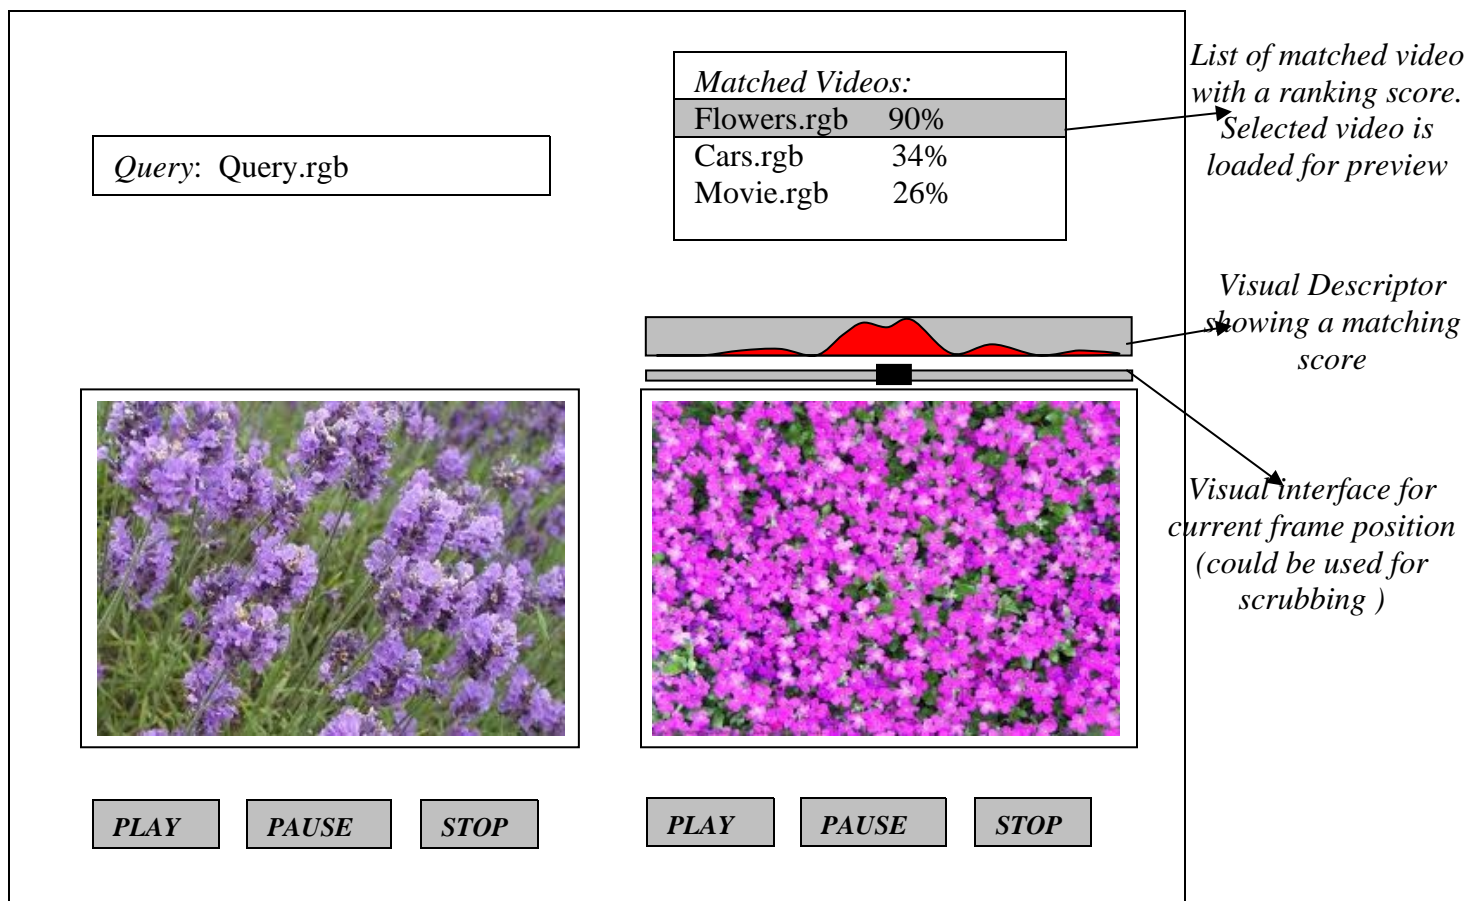 Query: Query.rgb
Matched Videos:
Flowers.rgb 90%
Cars.rgb 34%
Movie.rgb 26%
List of matched video
with a ranking score.
Selected video is
loaded for preview
Visual Descriptor
showing a matching
score
Visual interface for
current frame position
(could be used for
scrubbing )
PLAY PAUSE STOP
PLAY PAUSE STOP